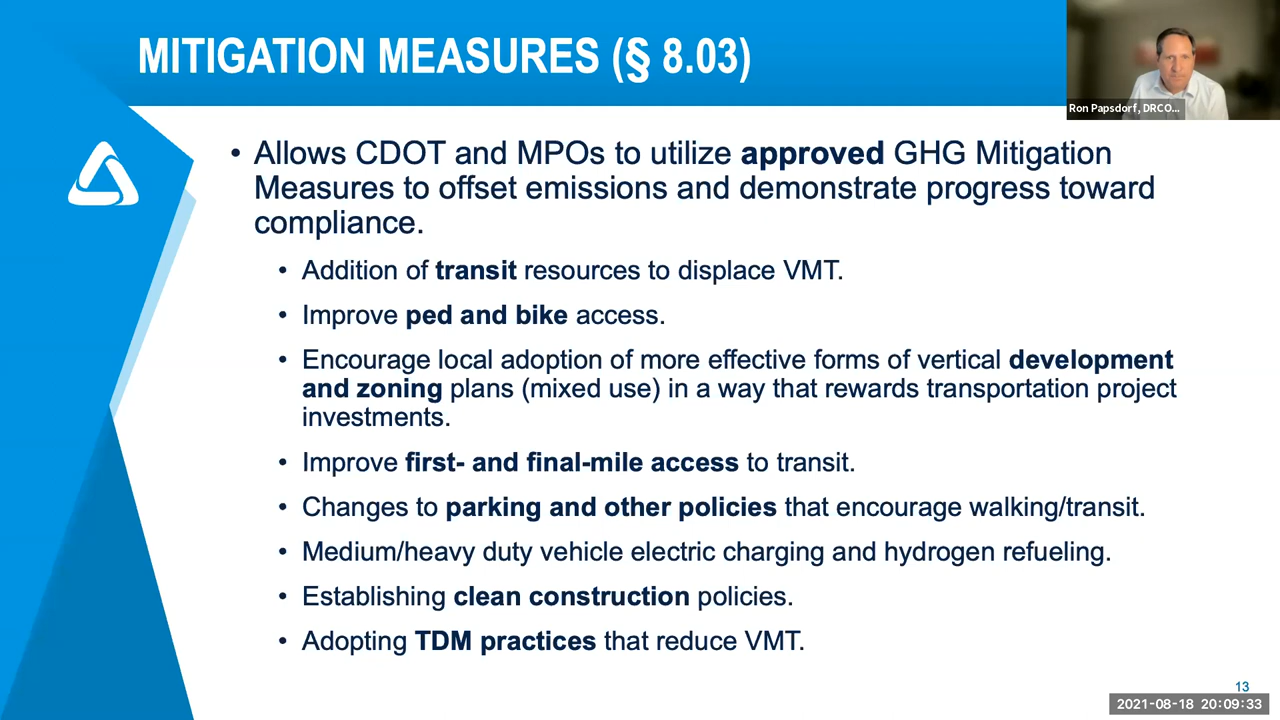 MITIGATION MEASURES (§ 8.03)
Ron Papsdorf, DRCO...
• Allows CDOT and MPOs to utilize approved GHG Mitigation
Measures to offset emissions and demonstrate progress toward
compliance.
• Addition of transit resources to displace VMT.
• Improve ped and bike access.
• Encourage local adoption of more effective forms of vertical development
and zoning plans (mixed use) in a way that rewards transportation project
investments.
• Improve first- and final-mile access to transit.
• Changes to parking and other policies that encourage walking/transit.
• Medium/heavy duty vehicle electric charging and hydrogen refueling.
• Establishing clean construction policies.
• Adopting TDM practices that reduce VMT.
13
2021-08-18 20:09:33